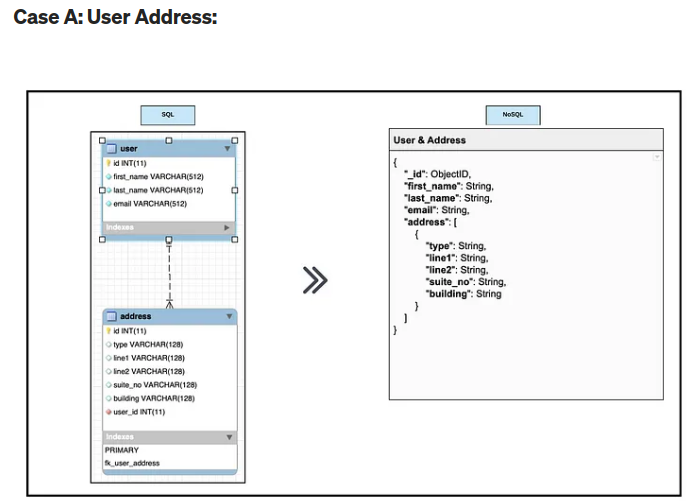 Case A: User Address:
SQL
NoSQL
user
id INT(11)
first_name VARCHAR(512)
last_name VARCHAR(512)
email VARCHAR(512)
Indexes
address
id INT(11)
type VARCHAR(128)
line1 VARCHAR(128)
line2 VARCHAR(128)
suite_no VARCHAR(128)
building VARCHAR(128)
user_id INT(11)
Indexes
PRIMARY
fk_user_address
User & Address
{
"_id": ObjectID,
"first_name": String,
"last_name": String,
"email": String,
"address": [
{
"type": String,
"line1": String,
"line2": String,
"suite_no": String,
"building": String
}
]
}